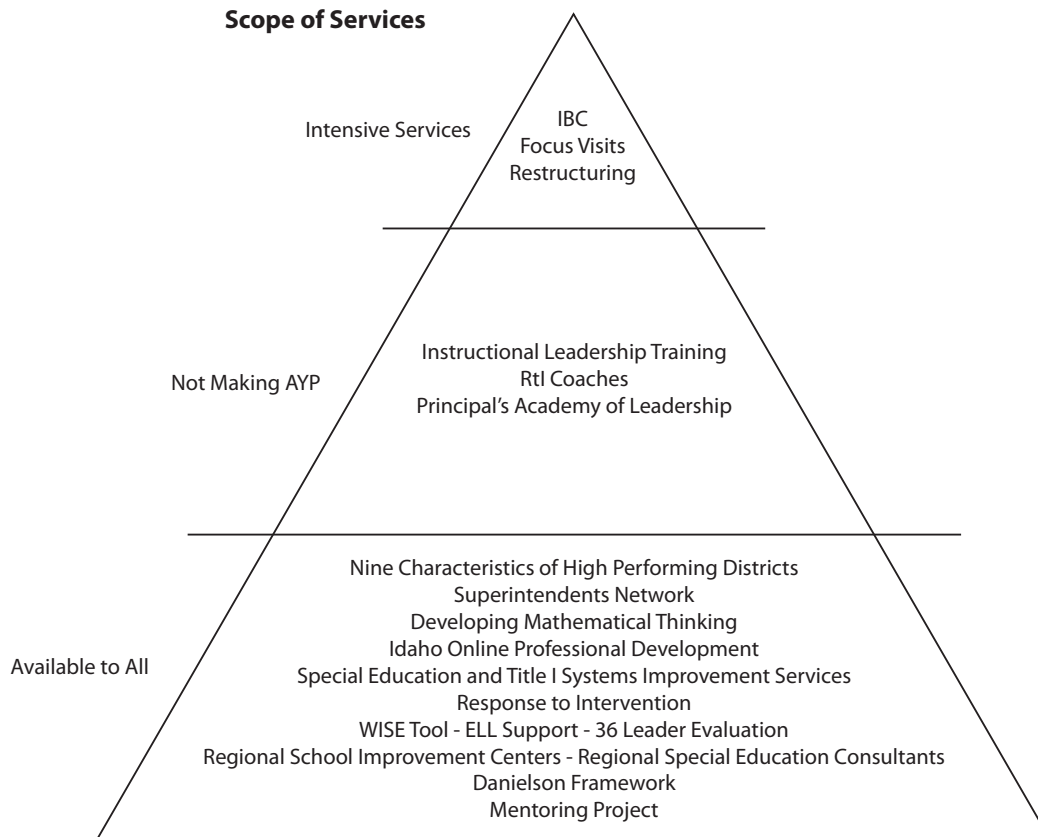 Scope of Services
Intensive Services
IBC
Focus Visits
Restructuring
Not Making AYP
Instructional Leadership Training
RtI Coaches
Principal’s Academy of Leadership
Available to All
Nine Characteristics of High Performing Districts
Superintendents Network
Developing Mathematical Thinking
Idaho Online Professional Development
Special Education and Title I Systems Improvement Services
Response to Intervention
WISE Tool - ELL Support - 36 Leader Evaluation
Regional School Improvement Centers - Regional Special Education Consultants
Danielson Framework
Mentoring Project